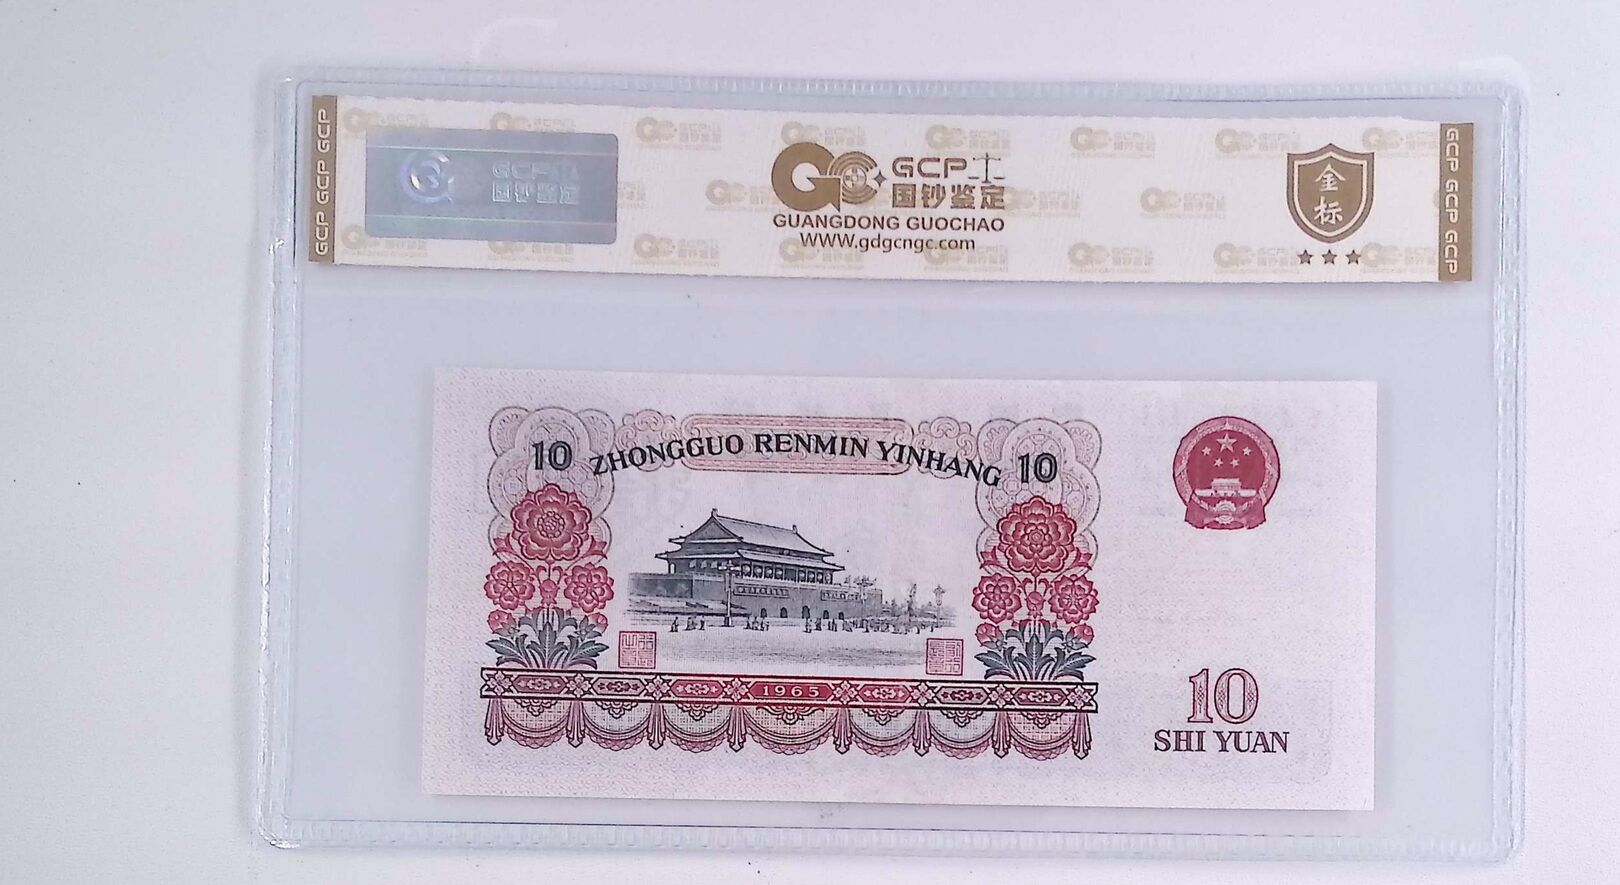 GCP GCP GCP
GCP
国钞鉴定
GCP
国钞鉴定
GUANGDONG GUOCHAO
WWW.gdgcngc.com
金标
GCP GCP GCP
10 ZHONGGUO RENMIN YINHANG 10
1965
10
SHI YUAN